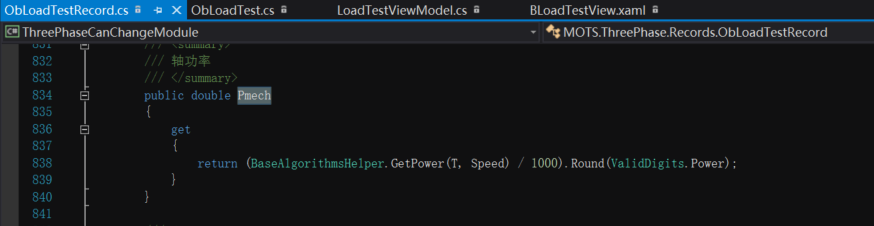 ObLoadTestRecord.cs
ObLoadTest.cs
LoadTestViewModel.cs
BLoadTestView.xaml
ThreePhaseCanChangeModule
MOTS.ThreePhase.Records.ObLoadTestRecord
831 /// <summary>
832 /// 轴功率
833 /// </summary>
834 public double Pmech
835 {
836 get
837 {
838 return (BaseAlgorithmsHelper.GetPower(T, Speed) / 1000).Round(ValidDigits.Power);
839 }
840 }
841